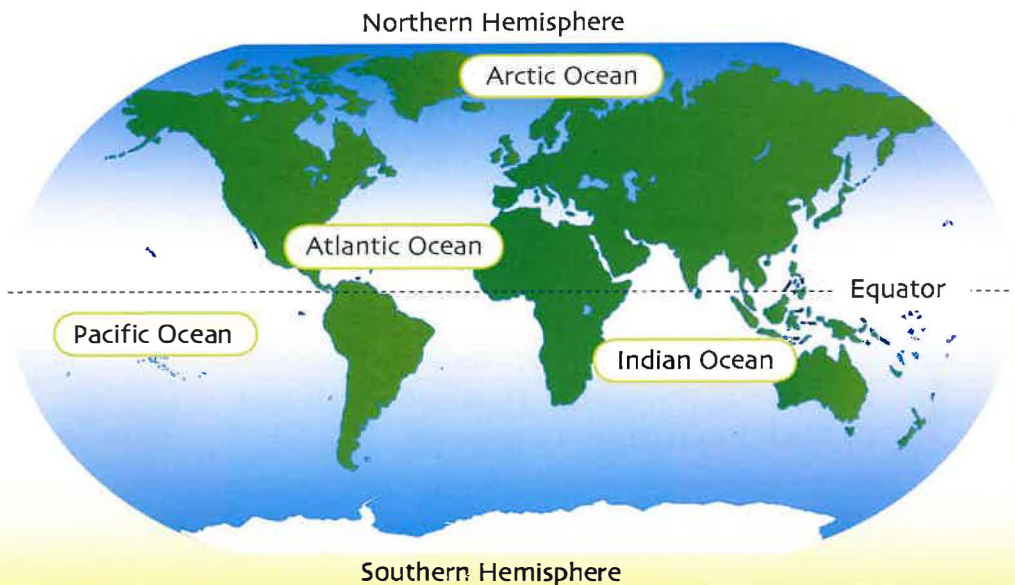 Northern Hemisphere
Arctic Ocean
Atlantic Ocean
Equator
Pacific Ocean
Indian Ocean
Southern Hemisphere